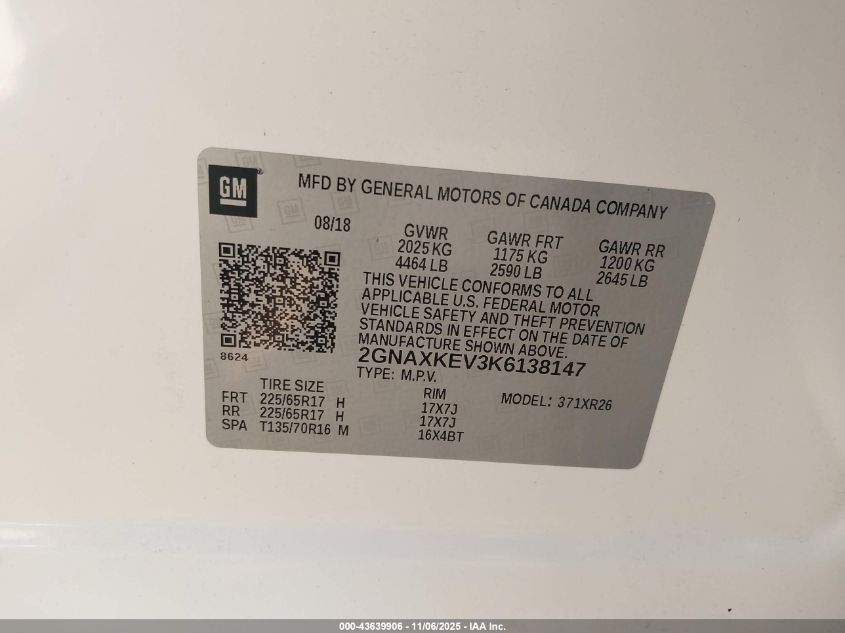 GM
MFD BY GENERAL MOTORS OF CANADA COMPANY
08/18
GVWR
2025 KG
4464 LB
GAWR FRT
1175 KG
2590 LB
GAWR RR
1200 KG
2645 LB
THIS VEHICLE CONFORMS TO ALL
APPLICABLE U.S. FEDERAL MOTOR
VEHICLE SAFETY AND THEFT PREVENTION
STANDARDS IN EFFECT ON THE DATE OF
MANUFACTURE SHOWN ABOVE.
8624
2GNAXKEV3K6138147
TYPE: M.P.V.
TIRE SIZE
RIM
MODEL: 371XR26
FRT 225/65R17 H 17X7J
RR 225/65R17 H 17X7J
SPA T135/70R16 M 16X4BT
000-43639906 - 11/06/2025 - IAA Inc.